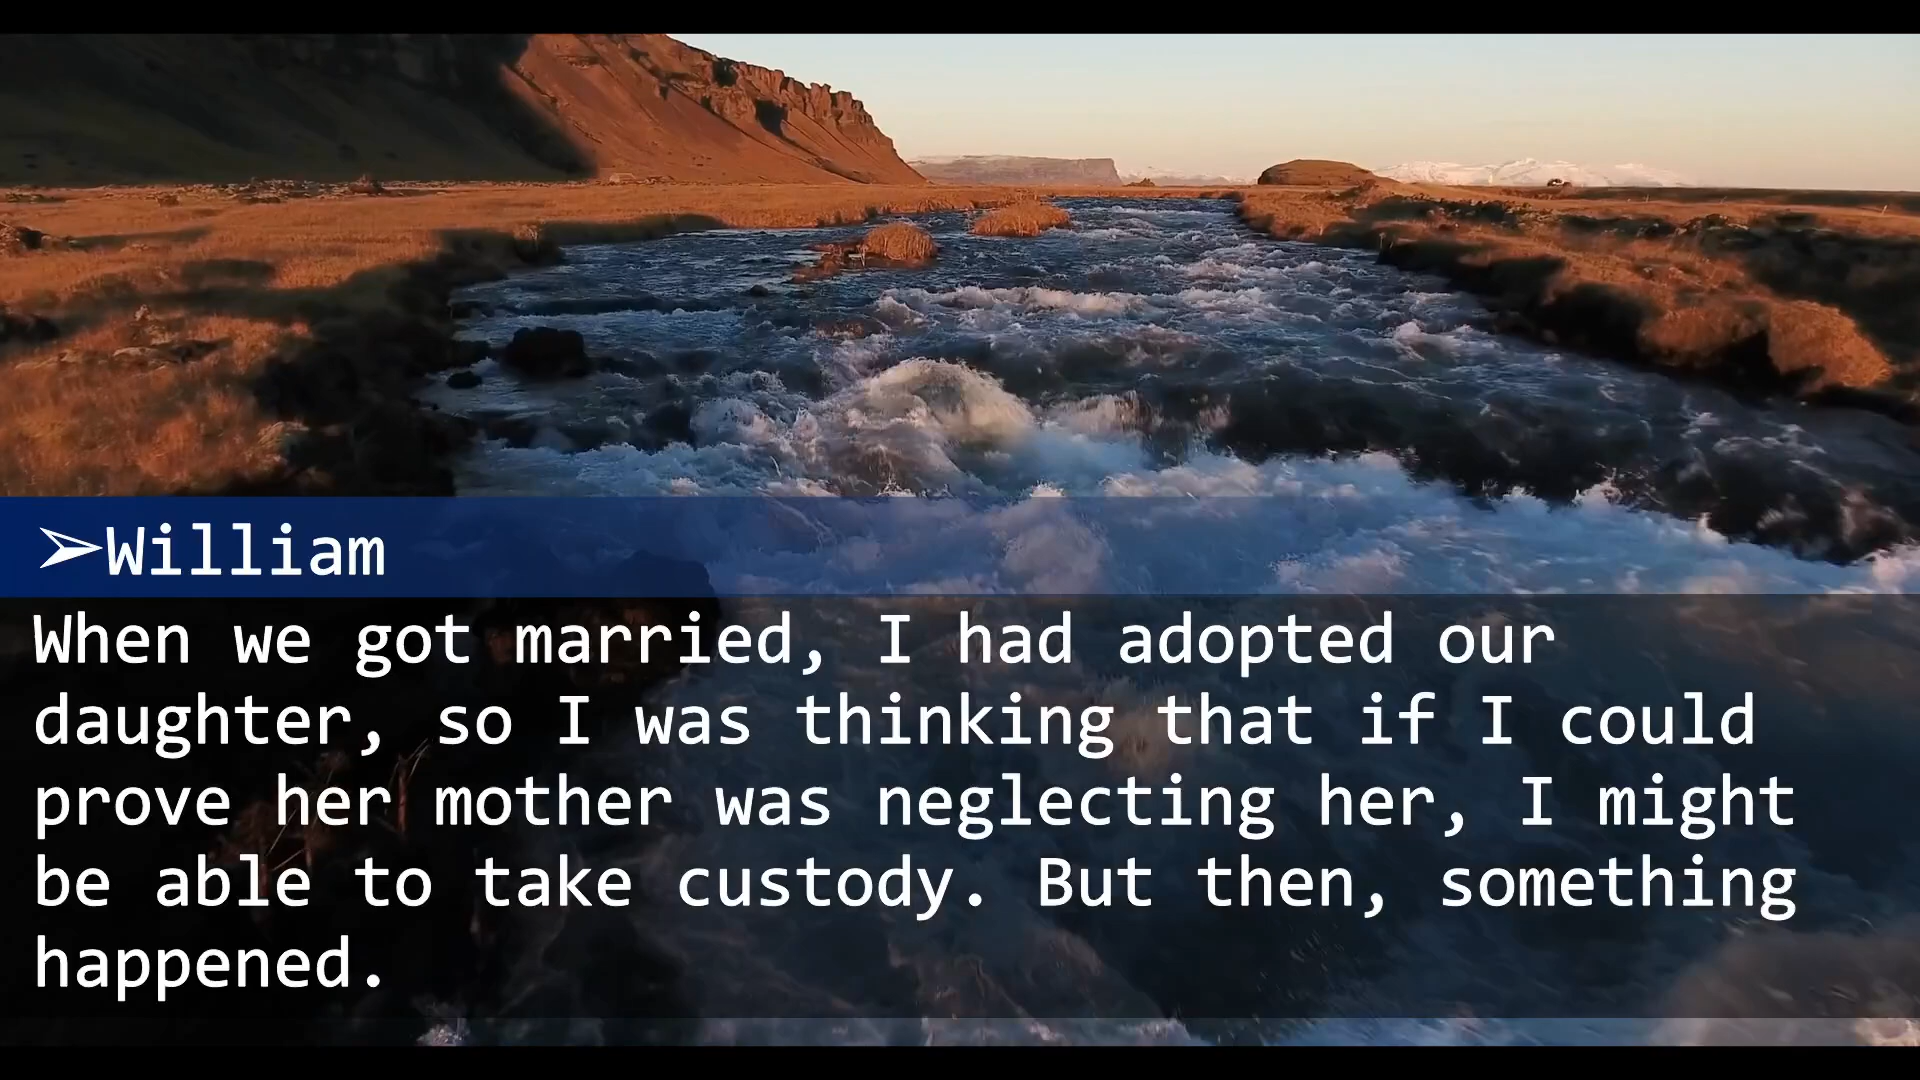 ➢William
When we got married, I had adopted our
daughter, so I was thinking that if I could
prove her mother was neglecting her, I might
be able to take custody. But then, something
happened.